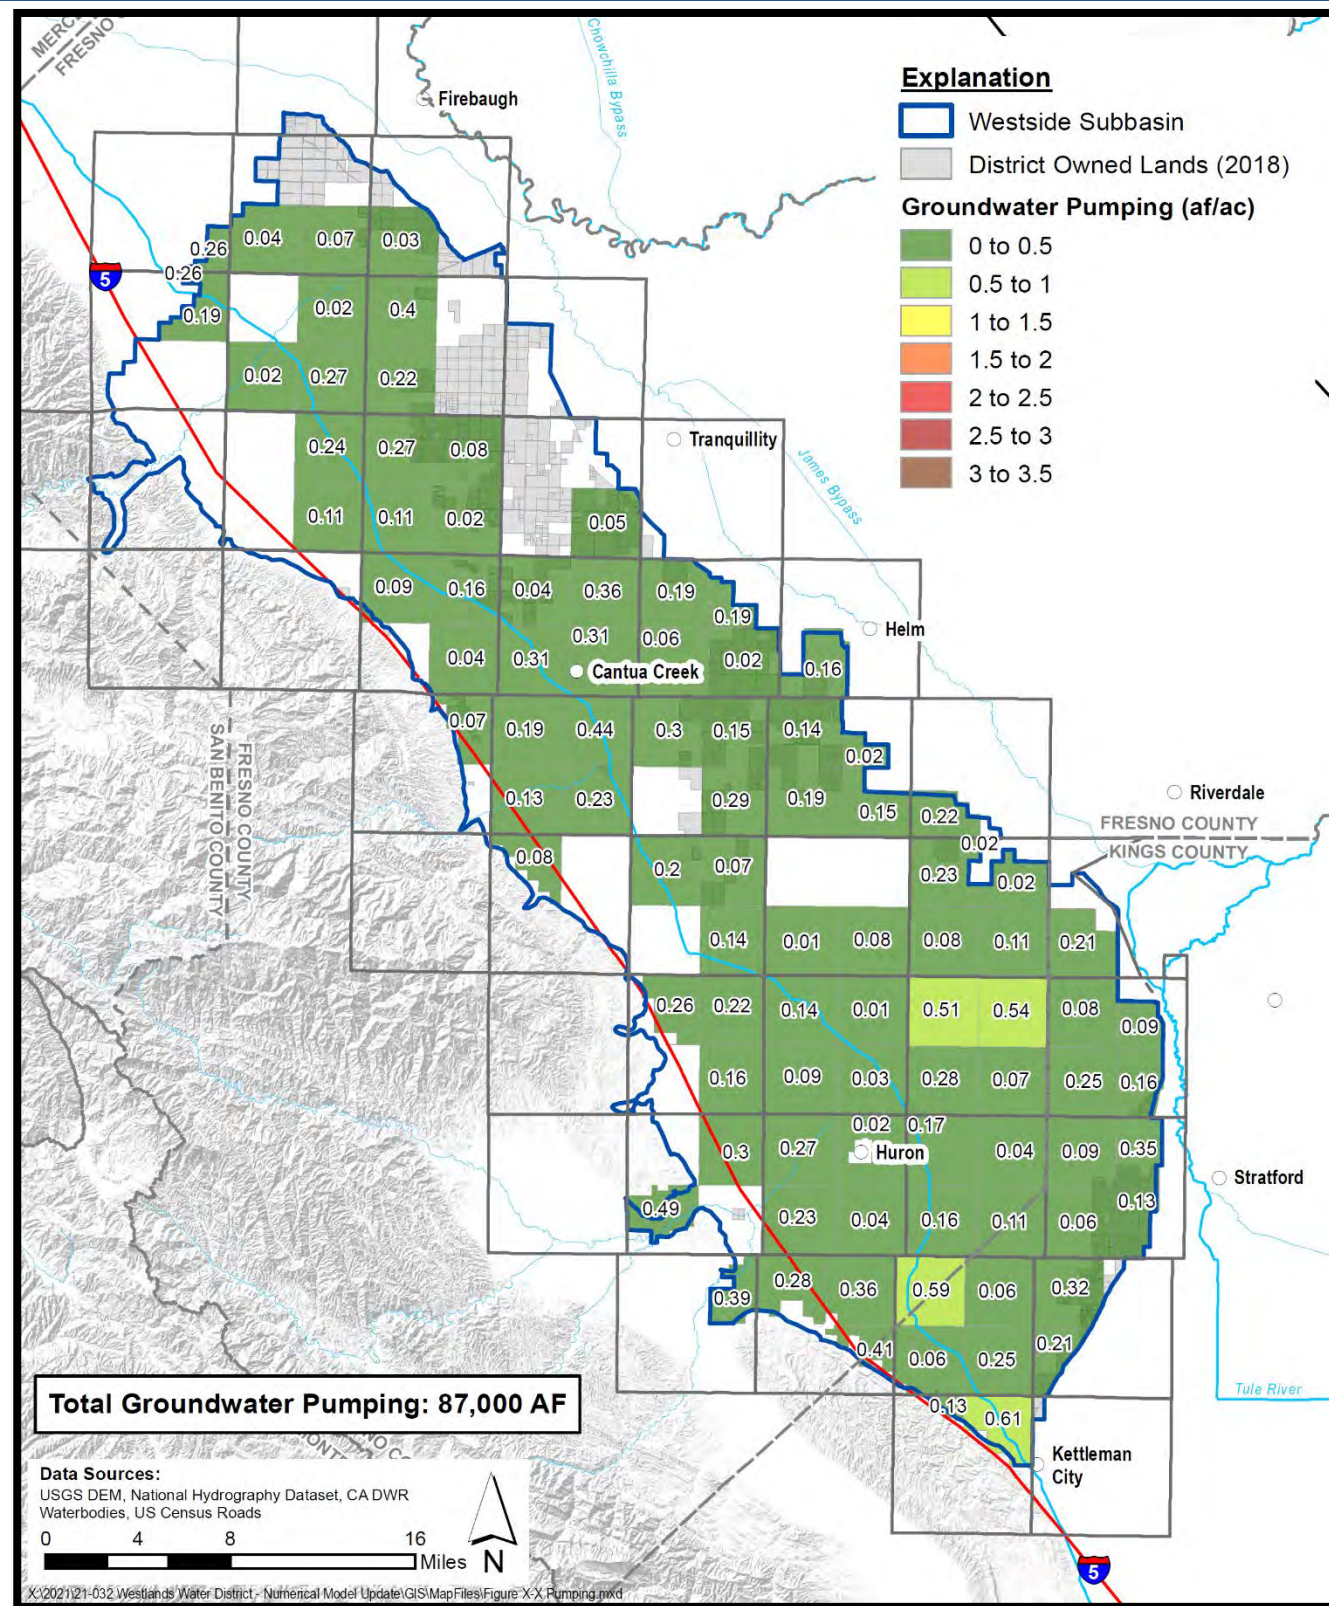 MERC
FRESNO
Chowchilla Bypass
Firebaugh
Explanation
Westside Subbasin
District Owned Lands (2018)
Groundwater Pumping (af/ac)
0 to 0.5
0.5 to 1
1 to 1.5
1.5 to 2
2 to 2.5
2.5 to 3
3 to 3.5
0.26 0.04 0.07 0.03
0.26
5
0.19 0.02 0.4
0.02 0.27 0.22
Tranquillity
0.24 0.27 0.08
James Bypass
0.11 0.11 0.02 0.05
0.09 0.16 0.04 0.36 0.19
0.19
Helm
0.31 0.06
0.04 0.31 0.02 0.16
Cantua Creek
0.07 0.19 0.44 0.3 0.15 0.14
0.02
FRESNO COUNTY
SAN BENITO COUNTY
0.13 0.23 0.29 0.19 0.15 0.22
Riverdale
FRESNO COUNTY
KINGS COUNTY
0.02
0.08 0.2 0.07 0.23 0.02
0.14 0.01 0.08 0.08 0.11 0.21
0.26 0.22 0.14 0.01 0.51 0.54 0.08 0.09
0.16 0.09 0.03 0.28 0.07 0.25 0.16
0.02 0.17
0.3 0.27 Huron 0.04 0.09 0.35
Stratford
0.49 0.23 0.04 0.16 0.11 0.06 0.13
0.39 0.28 0.36 0.59 0.06 0.32
0.41 0.06 0.25 0.21
Tule River
0.13 0.61
Kettleman
City
5
Total Groundwater Pumping: 87,000 AF
Data Sources:
USGS DEM, National Hydrography Dataset, CA DWR
Waterbodies, US Census Roads
0 4 8 16
Miles N
X:\2021\21-032 Westlands Water District - Numerical Model Update\GIS\MapFiles\Figure X-X Pumping.mxd